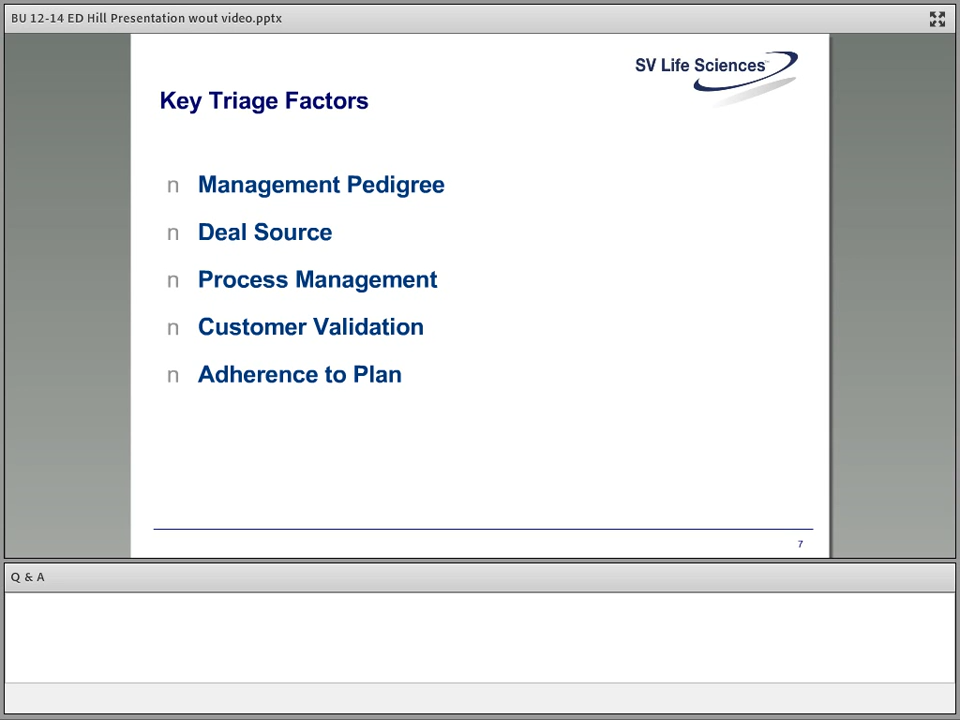 BU 12-14 ED Hill Presentation wout video.pptx
SV Life Sciences™
Key Triage Factors
n Management Pedigree
n Deal Source
n Process Management
n Customer Validation
n Adherence to Plan
7
Q & A